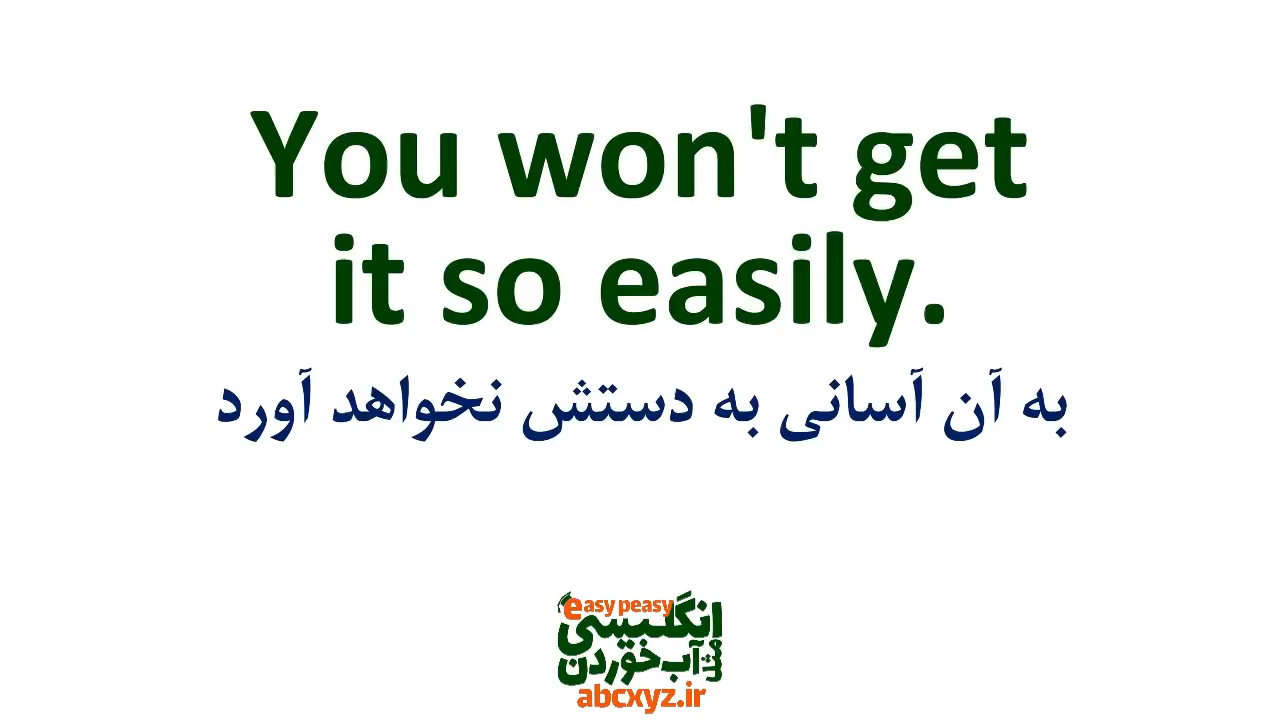 You won't get
it so easily.
به آن آسانی به دستش نخواهد آورد
easy peasy
انگلیسی
مثل آب خوردن
abcxyz.ir